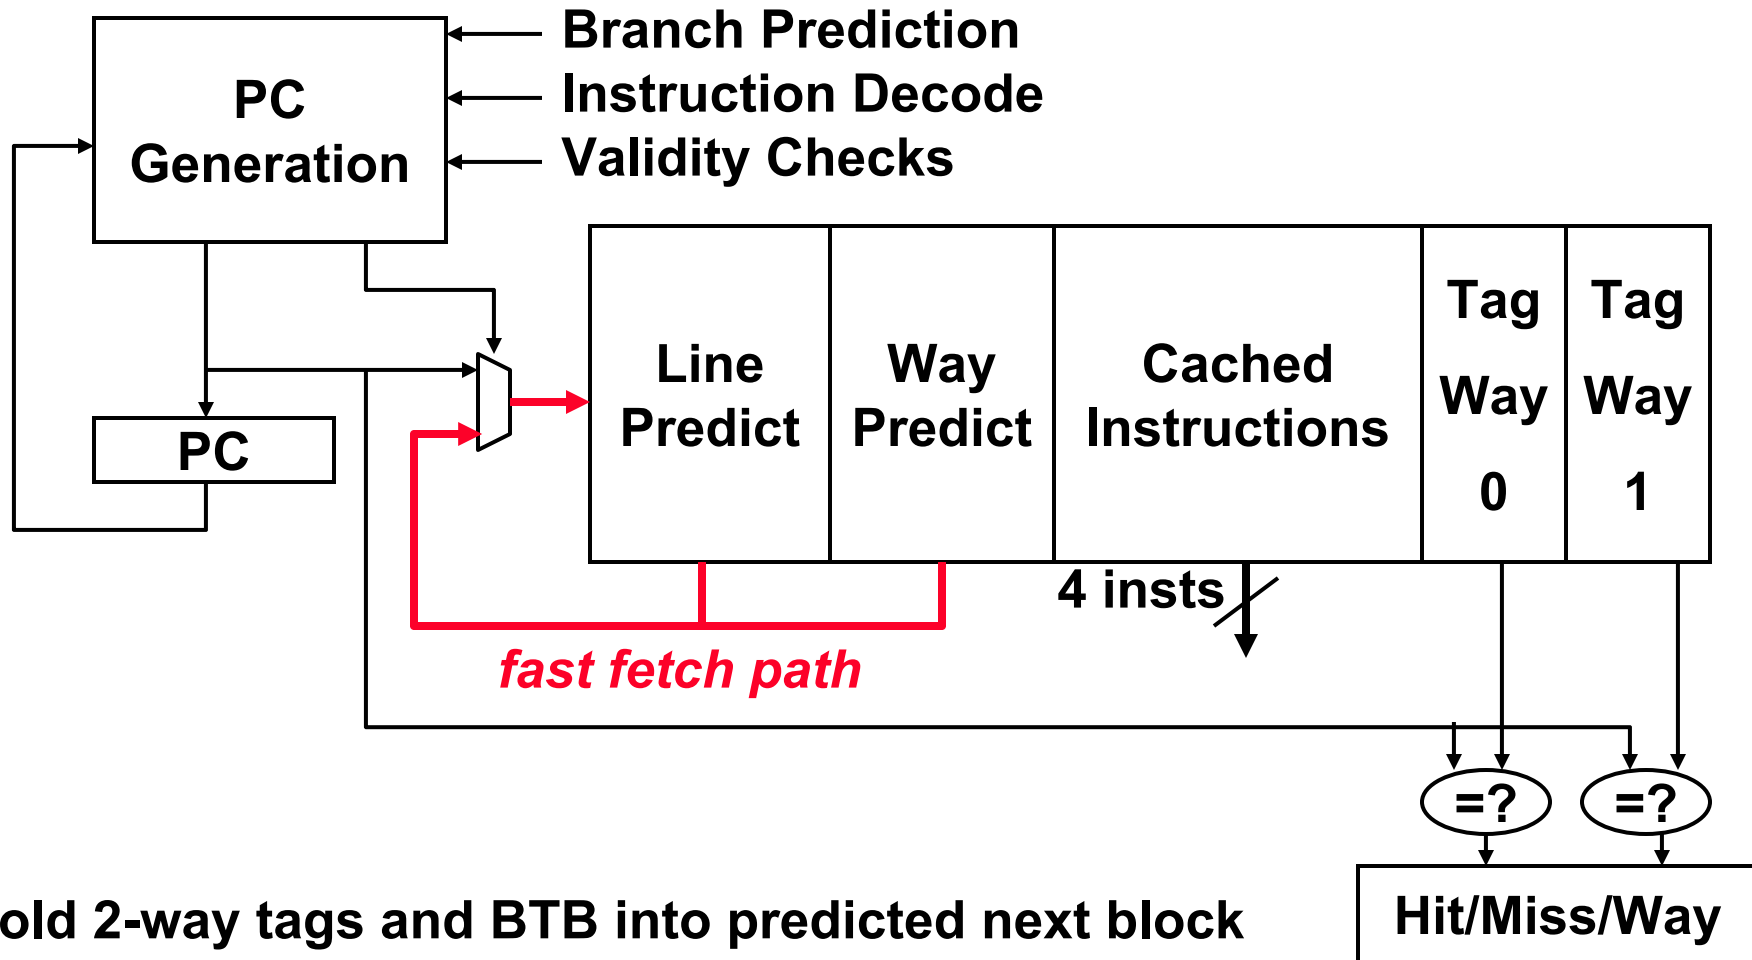 Branch Prediction
Instruction Decode
Validity Checks
PC
Generation
PC
Line
Predict
Way
Predict
Cached
Instructions
Tag
Way
0
Tag
Way
1
4 insts
fast fetch path
=?
=?
Hit/Miss/Way
old 2-way tags and BTB into predicted next block